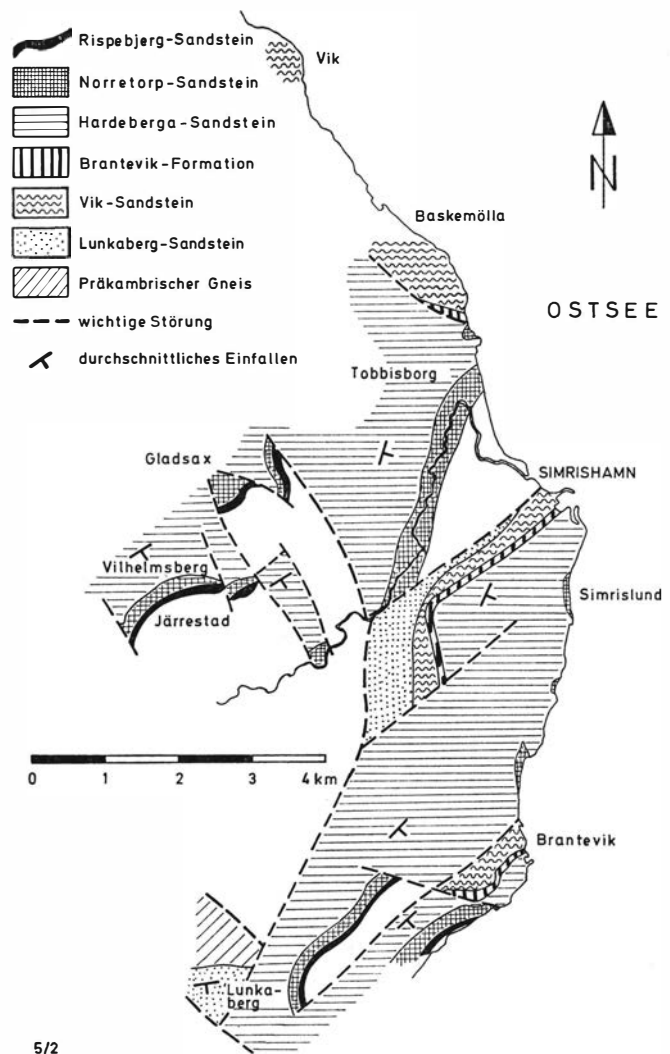 Rispebjerg-Sandstein
Norretorp-Sandstein
Hardeberga-Sandstein
Brantevik-Formation
Vik-Sandstein
Lunkaberg-Sandstein
Präkambrischer Gneis
wichtige Störung
durchschnittliches Einfallen
Vik
N
Baskemölla
OSTSEE
Tobbisborg
Gladsax
SIMRISHAMN
Vilhelmsberg
Simrislund
Järrestad
0 1 2 3 4 km
Brantevik
Lunka-
berg
5/2